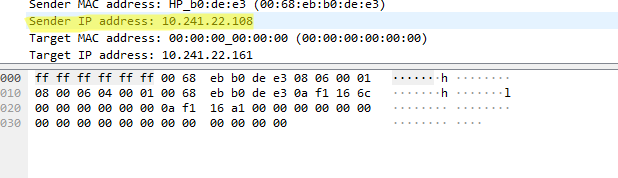 Sender MAC address: HP_b0:de:e3 (00:68:eb:b0:de:e3)
Sender IP address: 10.241.22.108
Target MAC address: 00:00:00_00:00:00 (00:00:00:00:00:00)
Target IP address: 10.241.22.161
000 ff ff ff ff ff ff 00 68 eb b0 de e3 08 06 00 01 ·······h ········
010 08 00 06 04 00 01 00 68 eb b0 de e3 0a f1 16 6c ·······h ·······l
020 00 00 00 00 00 00 0a f1 16 a1 00 00 00 00 00 00 ········ ········
030 00 00 00 00 00 00 00 00 00 00 00 00 ········ ····